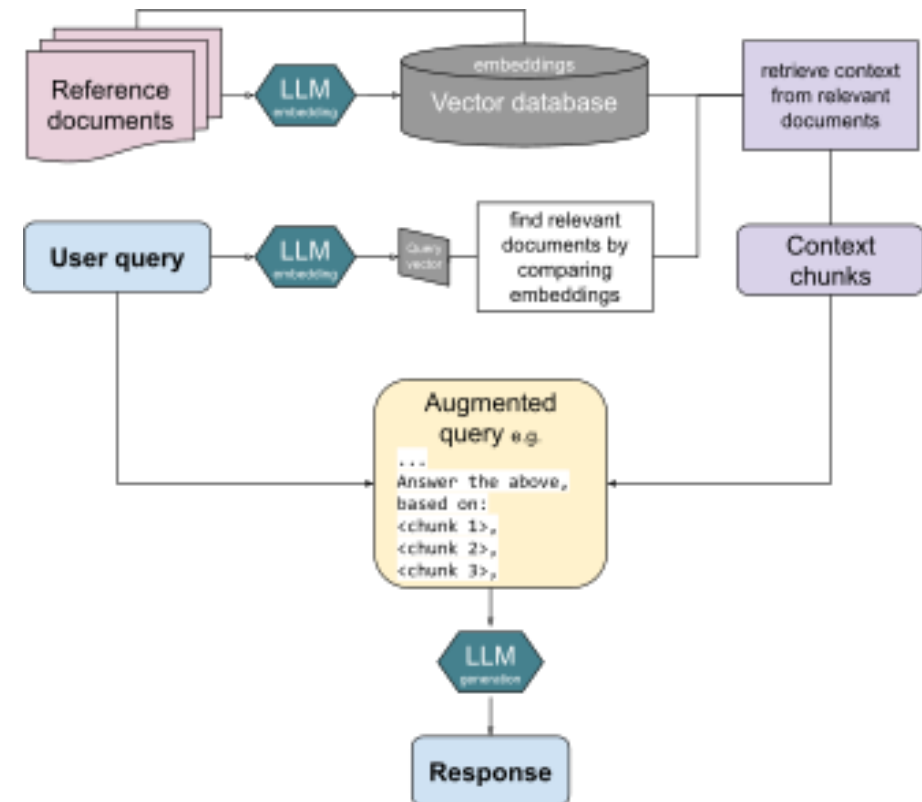 Reference
documents
LLM
embedding
embeddings
Vector database
retrieve context
from relevant
documents
User query
LLM
embedding
Query
vector
find relevant
documents by
comparing
embeddings
Context
chunks
Augmented
query e.g.
...
Answer the above,
based on:
<chunk 1>,
<chunk 2>,
<chunk 3>,
LLM
generation
Response